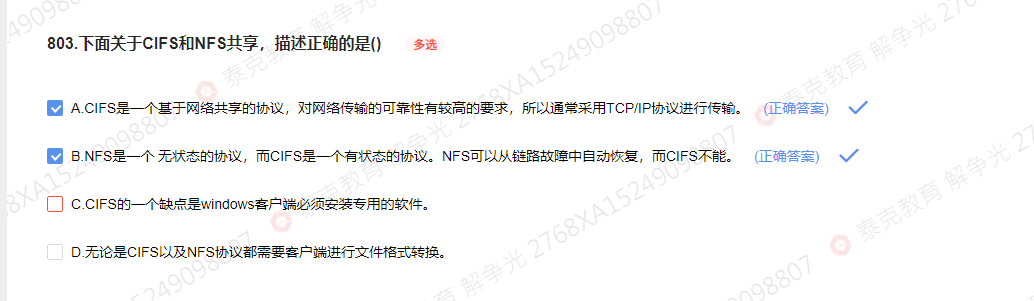 803.下面关于CIFS和NFS共享，描述正确的是() 多选
A.CIFS是一个基于网络共享的协议，对网络传输的可靠性有较高的要求，所以通常采用TCP/IP协议进行传输。 (正确答案)
B.NFS是一个 无状态的协议，而CIFS是一个有状态的协议。NFS可以从链路故障中自动恢复，而CIFS不能。 (正确答案)
C.CIFS的一个缺点是windows客户端必须安装专用的软件。
D.无论是CIFS以及NFS协议都需要客户端进行文件格式转换。
泰克教育 解争光 2768XA15249098807